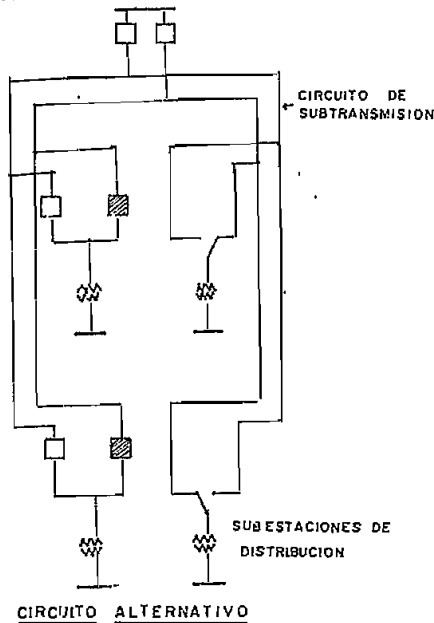 CIRCUITO DE
SUBTRANSMISION
SUBESTACIONES DE
DISTRIBUCION
CIRCUITO ALTERNATIVO